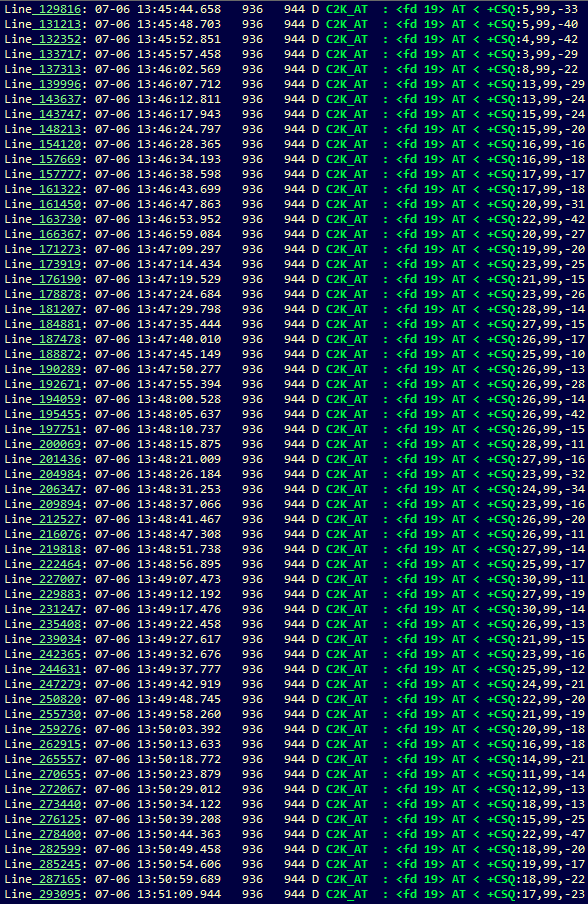 Line 129816: 07-06 13:45:44.658 936 944 D C2K_AT : <fd 19> AT < +CSQ:5,99,-33
Line 131213: 07-06 13:45:48.703 936 944 D C2K_AT : <fd 19> AT < +CSQ:5,99,-40
Line 132352: 07-06 13:45:52.851 936 944 D C2K_AT : <fd 19> AT < +CSQ:4,99,-42
Line 133717: 07-06 13:45:57.458 936 944 D C2K_AT : <fd 19> AT < +CSQ:3,99,-29
Line 137313: 07-06 13:46:02.569 936 944 D C2K_AT : <fd 19> AT < +CSQ:8,99,-22
Line 139996: 07-06 13:46:07.712 936 944 D C2K_AT : <fd 19> AT < +CSQ:13,99,-29
Line 143637: 07-06 13:46:12.811 936 944 D C2K_AT : <fd 19> AT < +CSQ:13,99,-24
Line 143747: 07-06 13:46:17.943 936 944 D C2K_AT : <fd 19> AT < +CSQ:15,99,-24
Line 148213: 07-06 13:46:24.797 936 944 D C2K_AT : <fd 19> AT < +CSQ:15,99,-20
Line 154120: 07-06 13:46:28.365 936 944 D C2K_AT : <fd 19> AT < +CSQ:16,99,-16
Line 157669: 07-06 13:46:34.193 936 944 D C2K_AT : <fd 19> AT < +CSQ:16,99,-18
Line 157777: 07-06 13:46:38.598 936 944 D C2K_AT : <fd 19> AT < +CSQ:17,99,-17
Line 161322: 07-06 13:46:43.699 936 944 D C2K_AT : <fd 19> AT < +CSQ:17,99,-18
Line 161450: 07-06 13:46:47.863 936 944 D C2K_AT : <fd 19> AT < +CSQ:20,99,-31
Line 163730: 07-06 13:46:53.952 936 944 D C2K_AT : <fd 19> AT < +CSQ:22,99,-42
Line 166367: 07-06 13:46:59.084 936 944 D C2K_AT : <fd 19> AT < +CSQ:20,99,-27
Line 171273: 07-06 13:47:09.297 936 944 D C2K_AT : <fd 19> AT < +CSQ:19,99,-20
Line 173919: 07-06 13:47:14.434 936 944 D C2K_AT : <fd 19> AT < +CSQ:23,99,-25
Line 176190: 07-06 13:47:19.529 936 944 D C2K_AT : <fd 19> AT < +CSQ:21,99,-15
Line 178878: 07-06 13:47:24.684 936 944 D C2K_AT : <fd 19> AT < +CSQ:23,99,-26
Line 181207: 07-06 13:47:29.798 936 944 D C2K_AT : <fd 19> AT < +CSQ:28,99,-14
Line 184881: 07-06 13:47:35.444 936 944 D C2K_AT : <fd 19> AT < +CSQ:27,99,-15
Line 187478: 07-06 13:47:40.010 936 944 D C2K_AT : <fd 19> AT < +CSQ:26,99,-17
Line 188872: 07-06 13:47:45.149 936 944 D C2K_AT : <fd 19> AT < +CSQ:25,99,-10
Line 190289: 07-06 13:47:50.277 936 944 D C2K_AT : <fd 19> AT < +CSQ:26,99,-13
Line 192671: 07-06 13:47:55.394 936 944 D C2K_AT : <fd 19> AT < +CSQ:26,99,-28
Line 194059: 07-06 13:48:00.528 936 944 D C2K_AT : <fd 19> AT < +CSQ:26,99,-14
Line 195455: 07-06 13:48:05.637 936 944 D C2K_AT : <fd 19> AT < +CSQ:26,99,-42
Line 197751: 07-06 13:48:10.737 936 944 D C2K_AT : <fd 19> AT < +CSQ:26,99,-15
Line 200069: 07-06 13:48:15.875 936 944 D C2K_AT : <fd 19> AT < +CSQ:28,99,-11
Line 201436: 07-06 13:48:21.009 936 944 D C2K_AT : <fd 19> AT < +CSQ:27,99,-16
Line 204984: 07-06 13:48:26.184 936 944 D C2K_AT : <fd 19> AT < +CSQ:23,99,-32
Line 206347: 07-06 13:48:31.253 936 944 D C2K_AT : <fd 19> AT < +CSQ:24,99,-34
Line 209894: 07-06 13:48:37.066 936 944 D C2K_AT : <fd 19> AT < +CSQ:23,99,-16
Line 212527: 07-06 13:48:41.467 936 944 D C2K_AT : <fd 19> AT < +CSQ:26,99,-20
Line 216076: 07-06 13:48:47.308 936 944 D C2K_AT : <fd 19> AT < +CSQ:26,99,-11
Line 219818: 07-06 13:48:51.738 936 944 D C2K_AT : <fd 19> AT < +CSQ:27,99,-14
Line 222464: 07-06 13:48:56.895 936 944 D C2K_AT : <fd 19> AT < +CSQ:25,99,-17
Line 227007: 07-06 13:49:07.473 936 944 D C2K_AT : <fd 19> AT < +CSQ:30,99,-11
Line 229883: 07-06 13:49:12.192 936 944 D C2K_AT : <fd 19> AT < +CSQ:27,99,-19
Line 231247: 07-06 13:49:17.476 936 944 D C2K_AT : <fd 19> AT < +CSQ:30,99,-14
Line 235408: 07-06 13:49:22.458 936 944 D C2K_AT : <fd 19> AT < +CSQ:26,99,-13
Line 239034: 07-06 13:49:27.617 936 944 D C2K_AT : <fd 19> AT < +CSQ:21,99,-15
Line 242365: 07-06 13:49:32.676 936 944 D C2K_AT : <fd 19> AT < +CSQ:23,99,-16
Line 244631: 07-06 13:49:37.777 936 944 D C2K_AT : <fd 19> AT < +CSQ:25,99,-12
Line 247279: 07-06 13:49:42.919 936 944 D C2K_AT : <fd 19> AT < +CSQ:24,99,-21
Line 250820: 07-06 13:49:48.745 936 944 D C2K_AT : <fd 19> AT < +CSQ:22,99,-20
Line 255730: 07-06 13:49:58.260 936 944 D C2K_AT : <fd 19> AT < +CSQ:21,99,-19
Line 259276: 07-06 13:50:03.392 936 944 D C2K_AT : <fd 19> AT < +CSQ:20,99,-18
Line 262915: 07-06 13:50:13.633 936 944 D C2K_AT : <fd 19> AT < +CSQ:16,99,-18
Line 265557: 07-06 13:50:18.772 936 944 D C2K_AT : <fd 19> AT < +CSQ:14,99,-21
Line 270655: 07-06 13:50:23.879 936 944 D C2K_AT : <fd 19> AT < +CSQ:11,99,-14
Line 272067: 07-06 13:50:29.012 936 944 D C2K_AT : <fd 19> AT < +CSQ:12,99,-13
Line 273440: 07-06 13:50:34.122 936 944 D C2K_AT : <fd 19> AT < +CSQ:18,99,-13
Line 276125: 07-06 13:50:39.208 936 944 D C2K_AT : <fd 19> AT < +CSQ:15,99,-25
Line 278400: 07-06 13:50:44.363 936 944 D C2K_AT : <fd 19> AT < +CSQ:22,99,-47
Line 282599: 07-06 13:50:49.458 936 944 D C2K_AT : <fd 19> AT < +CSQ:18,99,-20
Line 285245: 07-06 13:50:54.606 936 944 D C2K_AT : <fd 19> AT < +CSQ:19,99,-17
Line 287165: 07-06 13:50:59.689 936 944 D C2K_AT : <fd 19> AT < +CSQ:18,99,-22
Line 293095: 07-06 13:51:09.944 936 944 D C2K_AT : <fd 19> AT < +CSQ:17,99,-23